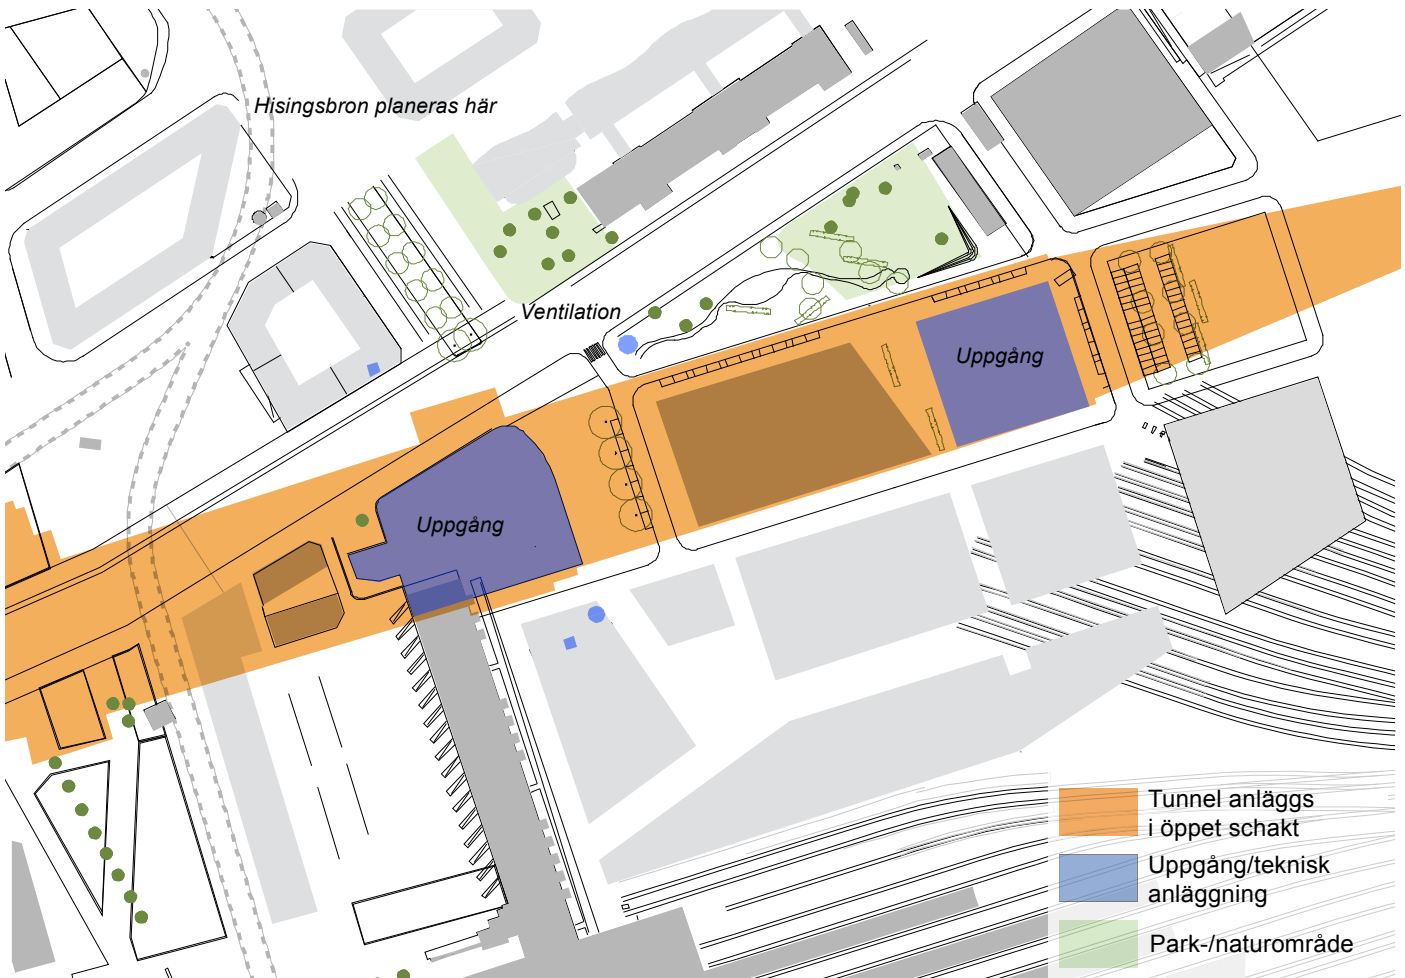 Hisingsbron planeras här
Ventilation
Uppgång
Uppgång
Tunnel anläggs
i öppet schakt
Uppgång/teknisk
anläggning
Park-/naturområde